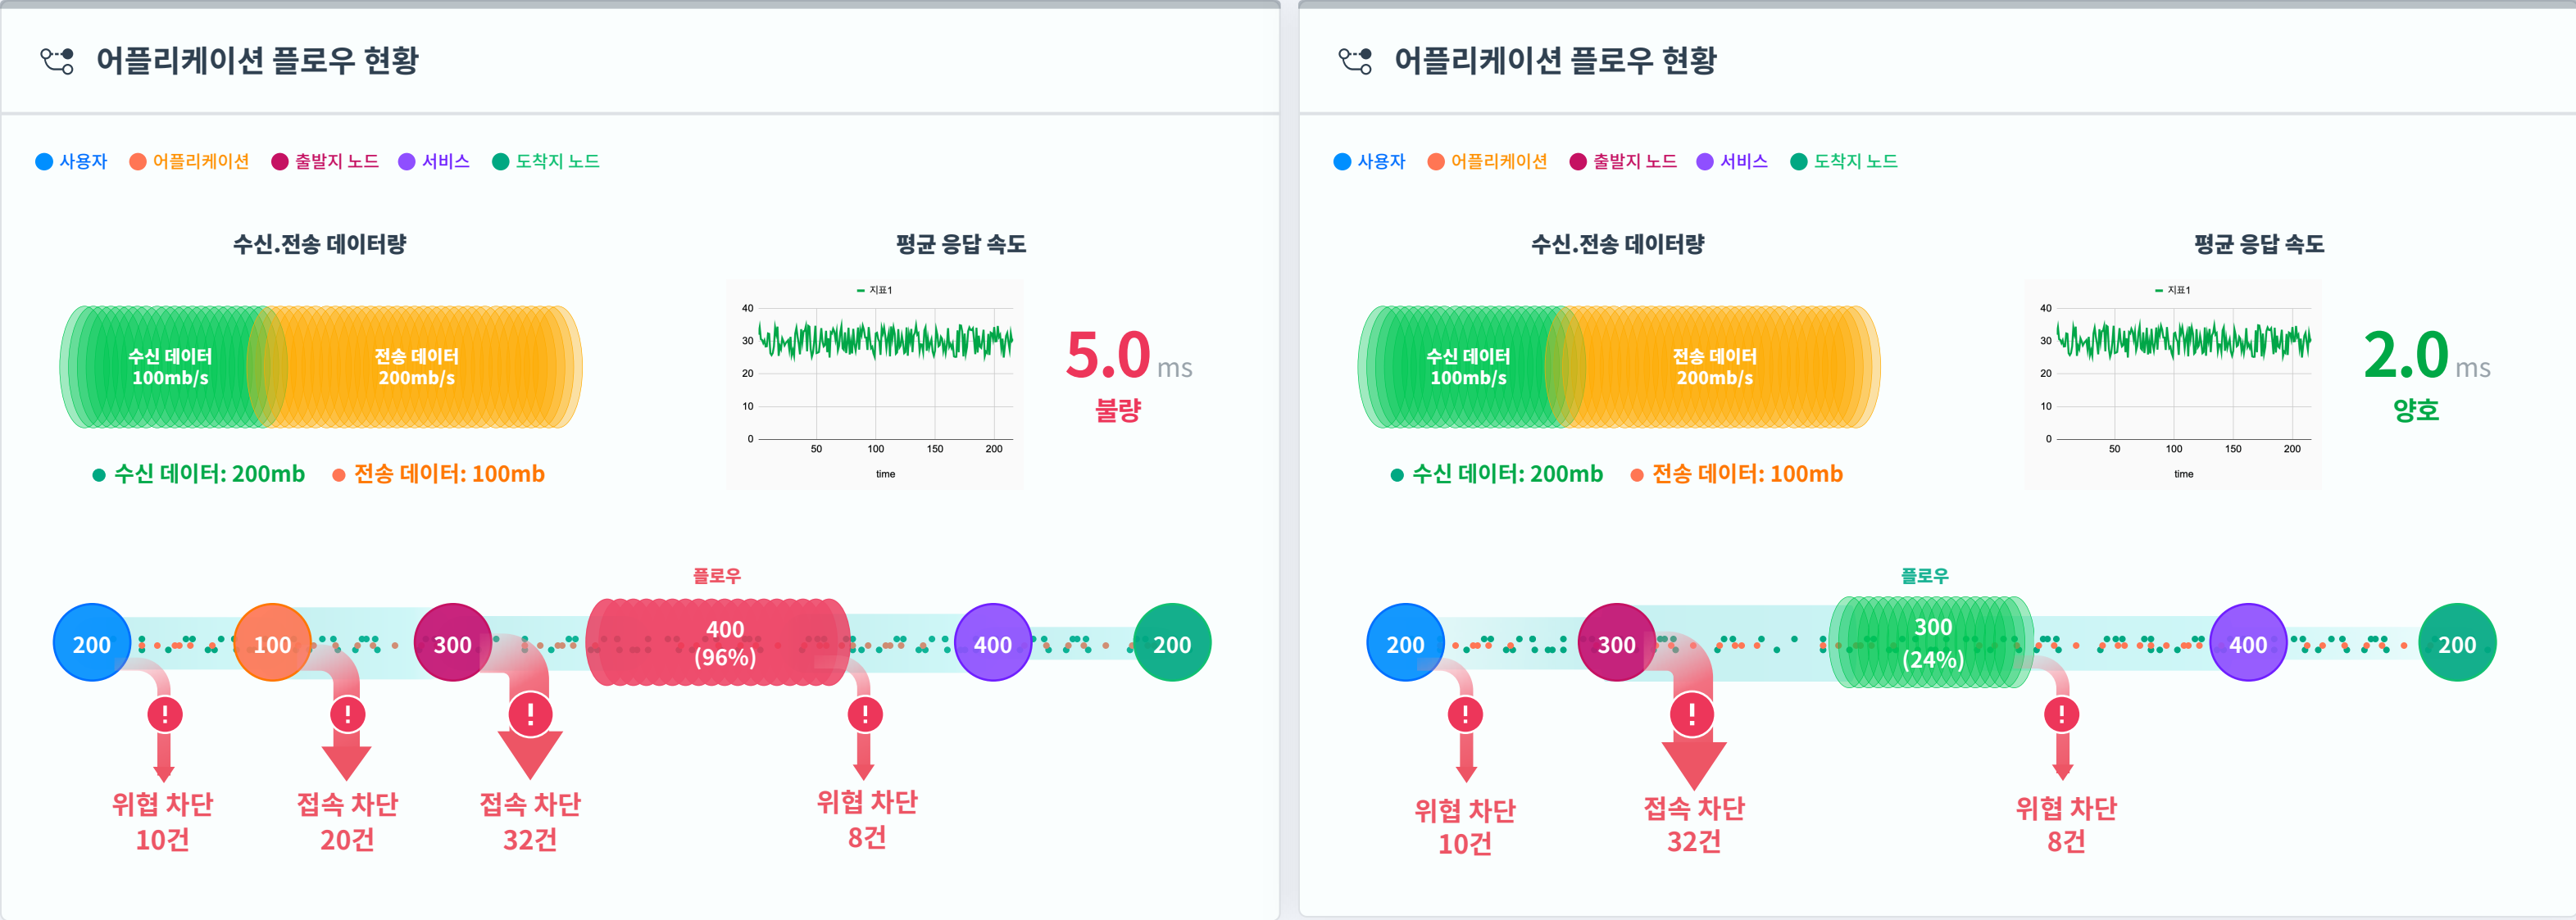 어플리케이션 플로우 현황
사용자 어플리케이션 출발지 노드 서비스 도착지 노드
수신.전송 데이터량
수신 데이터
100mb/s
전송 데이터
200mb/s
수신 데이터: 200mb 전송 데이터: 100mb
평균 응답 속도
지표1
40
30
20
10
0
50 100 150 200
time
5.0 ms
불량
플로우
200 100 300 400 400 200
(96%)
! ! ! !
위협 차단
10건
접속 차단
20건
접속 차단
32건
위협 차단
8건
어플리케이션 플로우 현황
사용자 어플리케이션 출발지 노드 서비스 도착지 노드
수신.전송 데이터량
수신 데이터
100mb/s
전송 데이터
200mb/s
수신 데이터: 200mb 전송 데이터: 100mb
평균 응답 속도
지표1
40
30
20
10
0
50 100 150 200
time
2.0 ms
양호
플로우
200 300 300 400 200
(24%)
! ! !
위협 차단
10건
접속 차단
32건
위협 차단
8건